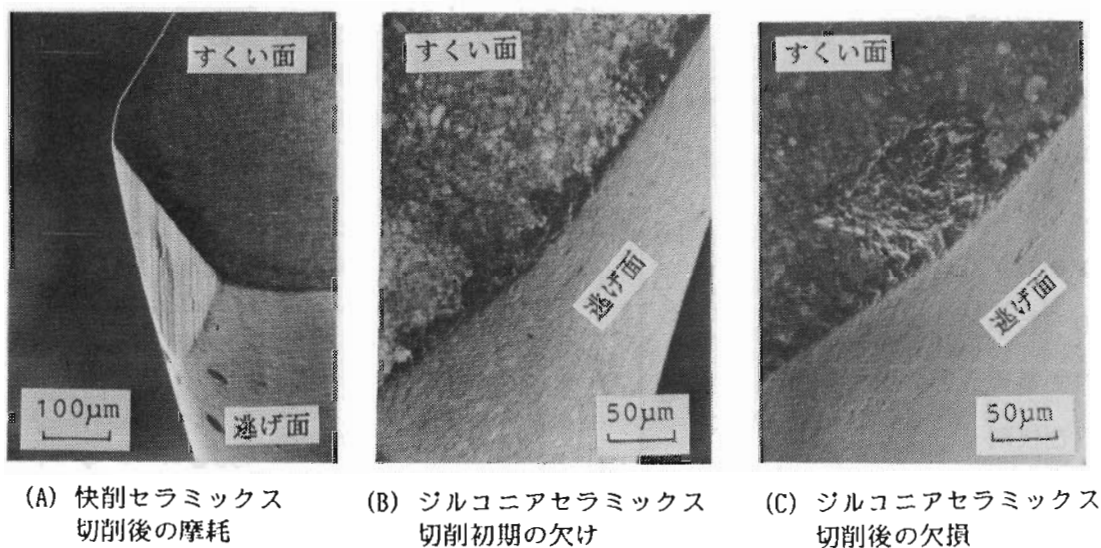 すくい面
逃げ面
100μm
(A) 快削セラミックス
切削後の摩耗
すくい面
逃げ面
50μm
(B) ジルコニアセラミックス
切削初期の欠け
すくい面
逃げ面
50μm
(C) ジルコニアセラミックス
切削後の欠損